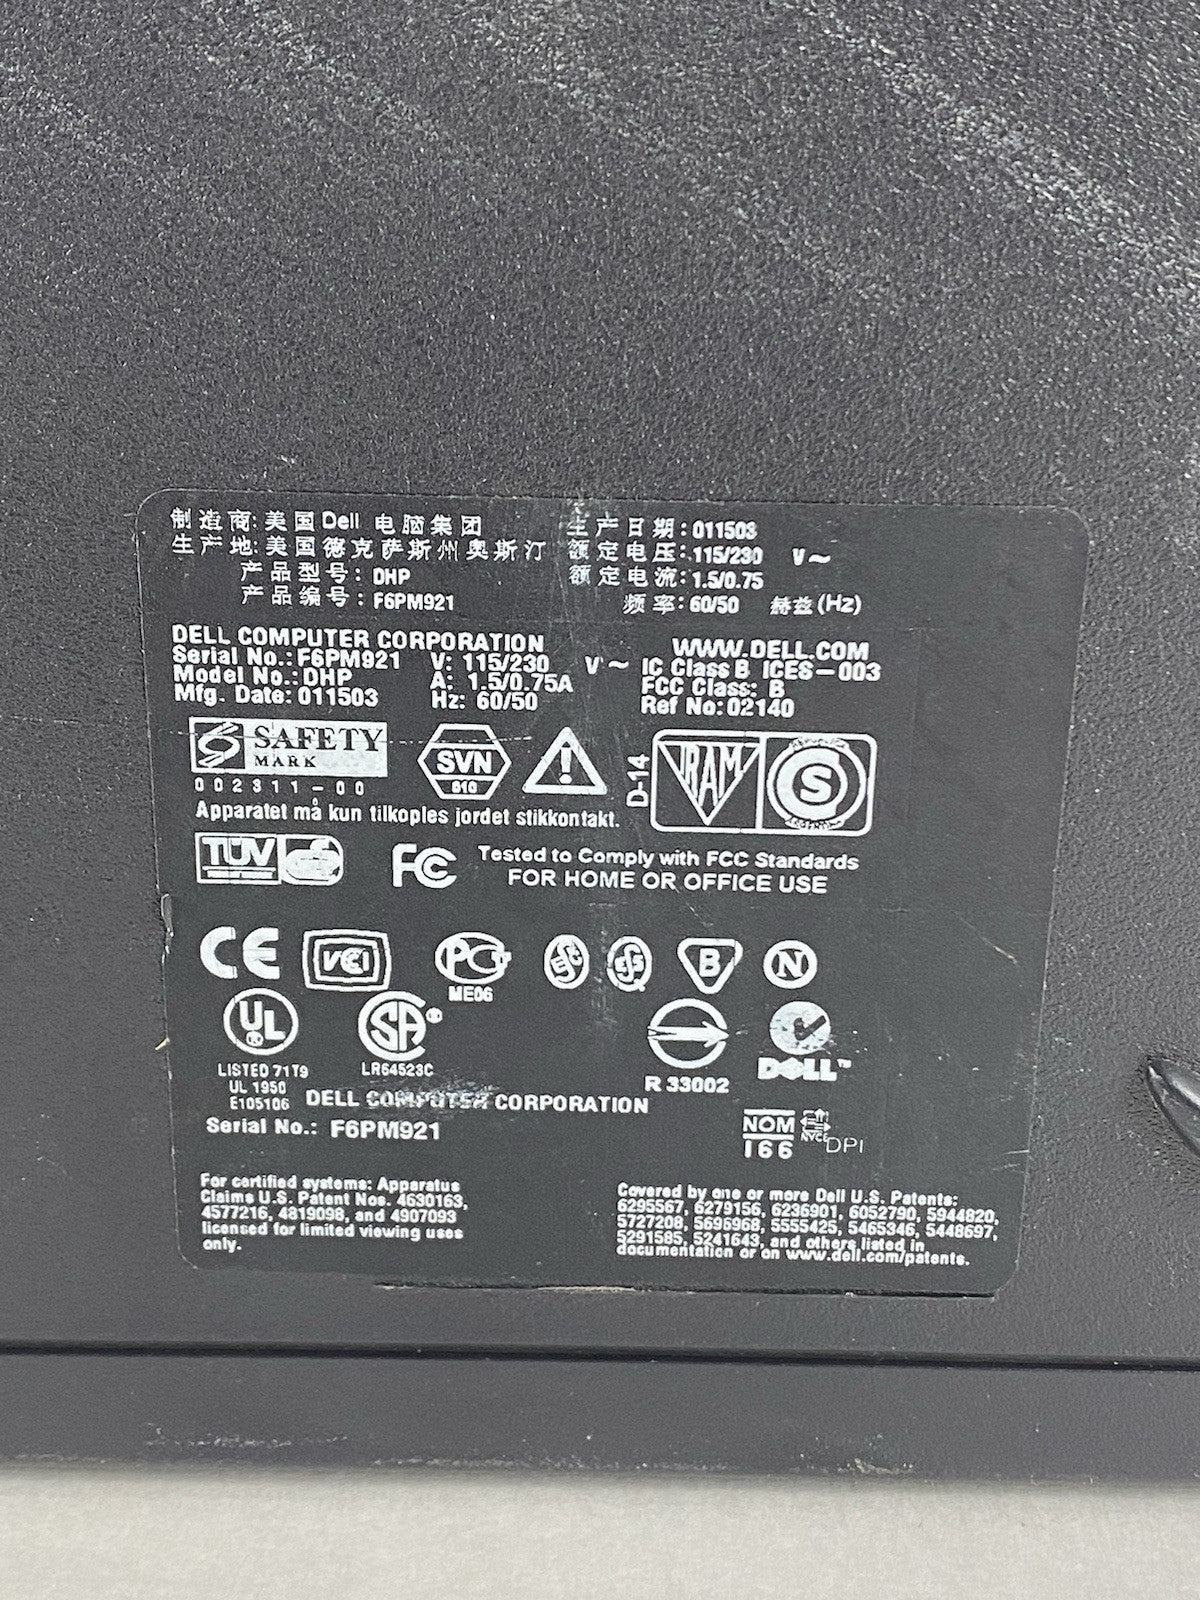 制造商: 美国Dell 电脑集团
生产日期: 011503
生产地: 美国德克萨斯州奥斯汀
额定电压: 115/230 V~
产品型号: DHP
额定电流: 1.5/0.75
产品编号: F6PM921
频率: 60/50 赫兹(Hz)
DELL COMPUTER CORPORATION
WWW.DELL.COM
Serial No.: F6PM921 V: 115/230 V~ IC Class B ICES-003
Model No.: DHP A: 1.5/0.75A FCC Class: B
Mfg. Date: 011503 Hz: 60/50 Ref No: 02140
SAFETY
MARK
002311-00
SVN
010
D-14
IRAM
S
Apparatet må kun tilkoples jordet stikkontakt.
TÜV
GS
FC
Tested to Comply with FCC Standards
FOR HOME OR OFFICE USE
CE
VCI
PCT
ME06
B
N
UL
LISTED 71T9
UL 1950
E105106
SA
LR64523C
R 33002
DELL™
DELL COMPUTER CORPORATION
Serial No.: F6PM921
NOM
166
NYCE
DPI
For certified systems: Apparatus
Claims U.S. Patent Nos. 4630163,
4577216, 4819098, and 4907093
licensed for limited viewing uses
only.
Covered by one or more Dell U.S. Patents:
6295567, 6279156, 6236901, 6052790, 5944820,
5727208, 5695968, 5555425, 5465346, 5448697,
5291585, 5241643, and others listed in
documentation or on www.dell.com/patents.